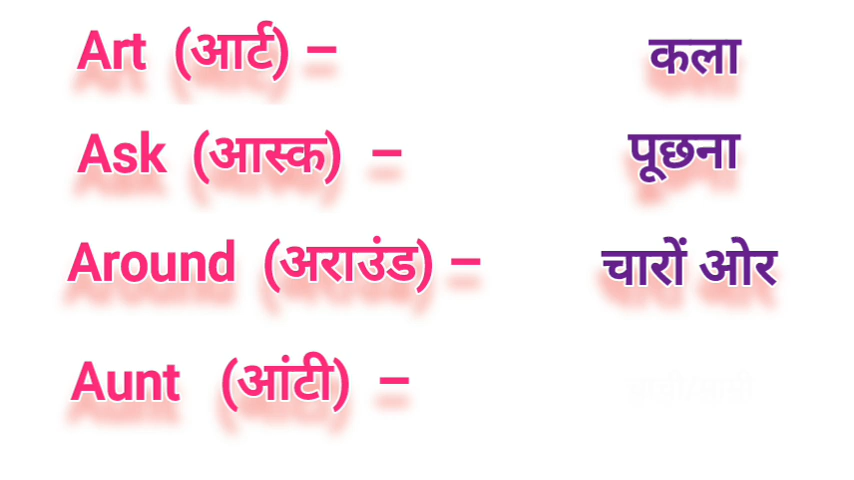 Art (आर्ट) – कला
Ask (आस्क) – पूछना
Around (अराउंड) – चारों ओर
Aunt (आंटी) –